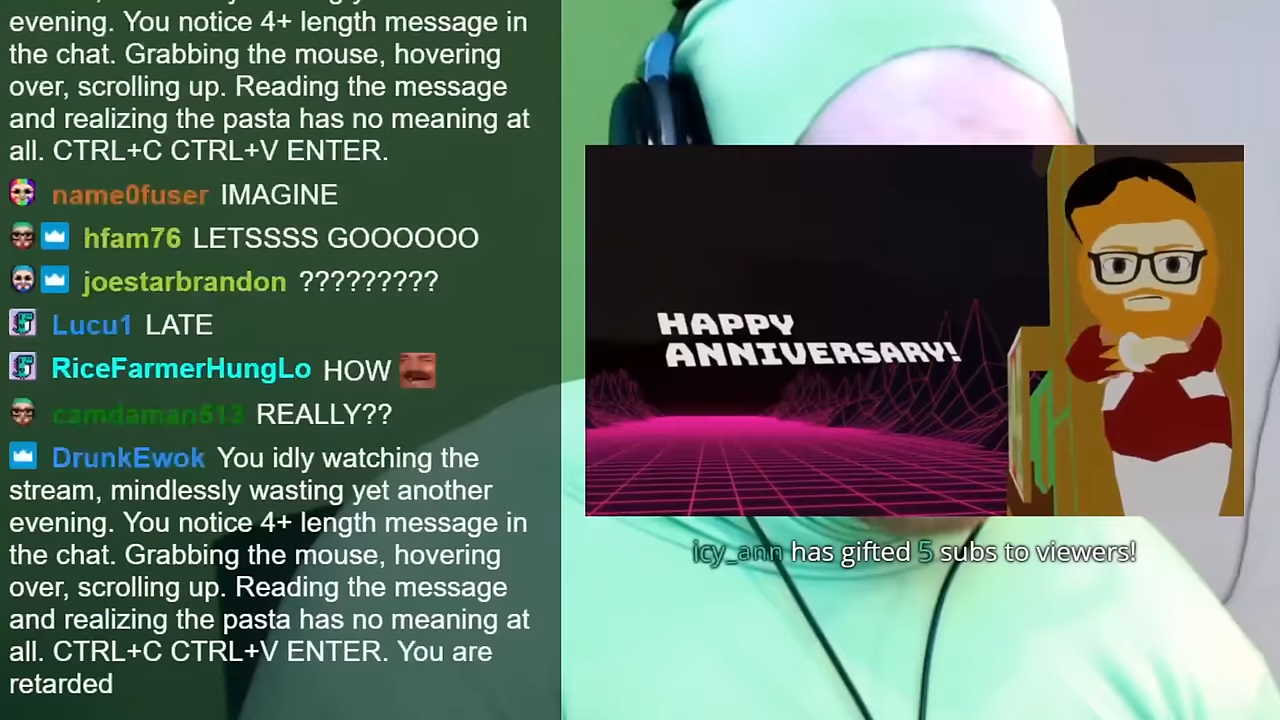 evening. You notice 4+ length message in
the chat. Grabbing the mouse, hovering
over, scrolling up. Reading the message
and realizing the pasta has no meaning at
all. CTRL+C CTRL+V ENTER.
name0fuser IMAGINE
hfam76 LETSSSS GOOOOOO
joestarbrandon ?????????
Lucu1 LATE
RiceFarmerHungLo HOW
camdaman513 REALLY??
DrunkEwok You idly watching the
stream, mindlessly wasting yet another
evening. You notice 4+ length message in
the chat. Grabbing the mouse, hovering
over, scrolling up. Reading the message
and realizing the pasta has no meaning at
all. CTRL+C CTRL+V ENTER. You are
retarded
HAPPY
ANNIVERSARY!
icy_ann has gifted 5 subs to viewers!